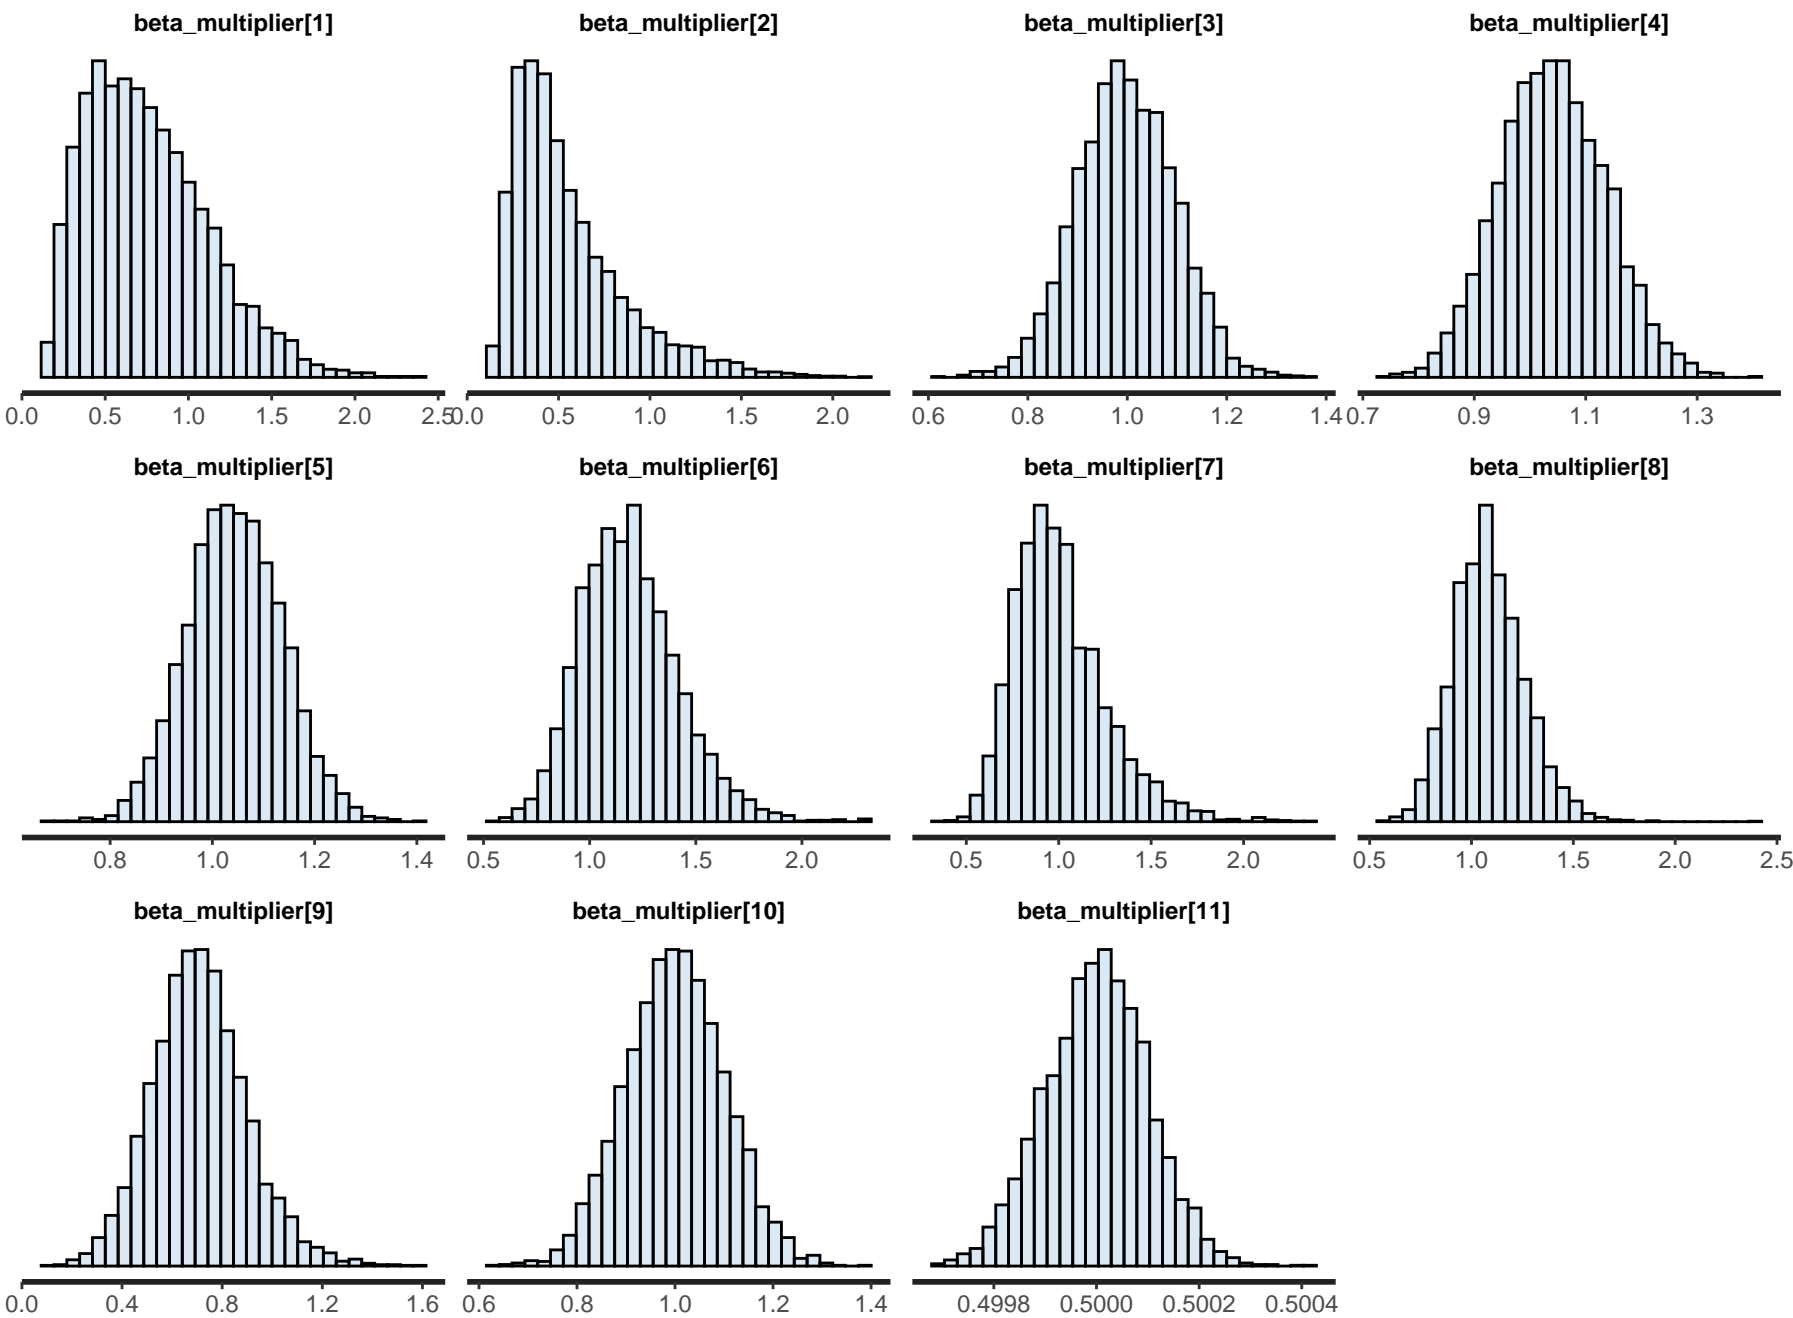 beta_multiplier[1] beta_multiplier[2] beta_multiplier[3] beta_multiplier[4]
0.0 0.5 1.0 1.5 2.0 2.5 0.0 0.5 1.0 1.5 2.0 0.6 0.8 1.0 1.2 1.4 0.7 0.9 1.1 1.3
beta_multiplier[5] beta_multiplier[6] beta_multiplier[7] beta_multiplier[8]
0.8 1.0 1.2 1.4 0.5 1.0 1.5 2.0 0.5 1.0 1.5 2.0 0.5 1.0 1.5 2.0 2.5
beta_multiplier[9] beta_multiplier[10] beta_multiplier[11]
0.0 0.4 0.8 1.2 1.6 0.6 0.8 1.0 1.2 1.4 0.4998 0.5000 0.5002 0.5004